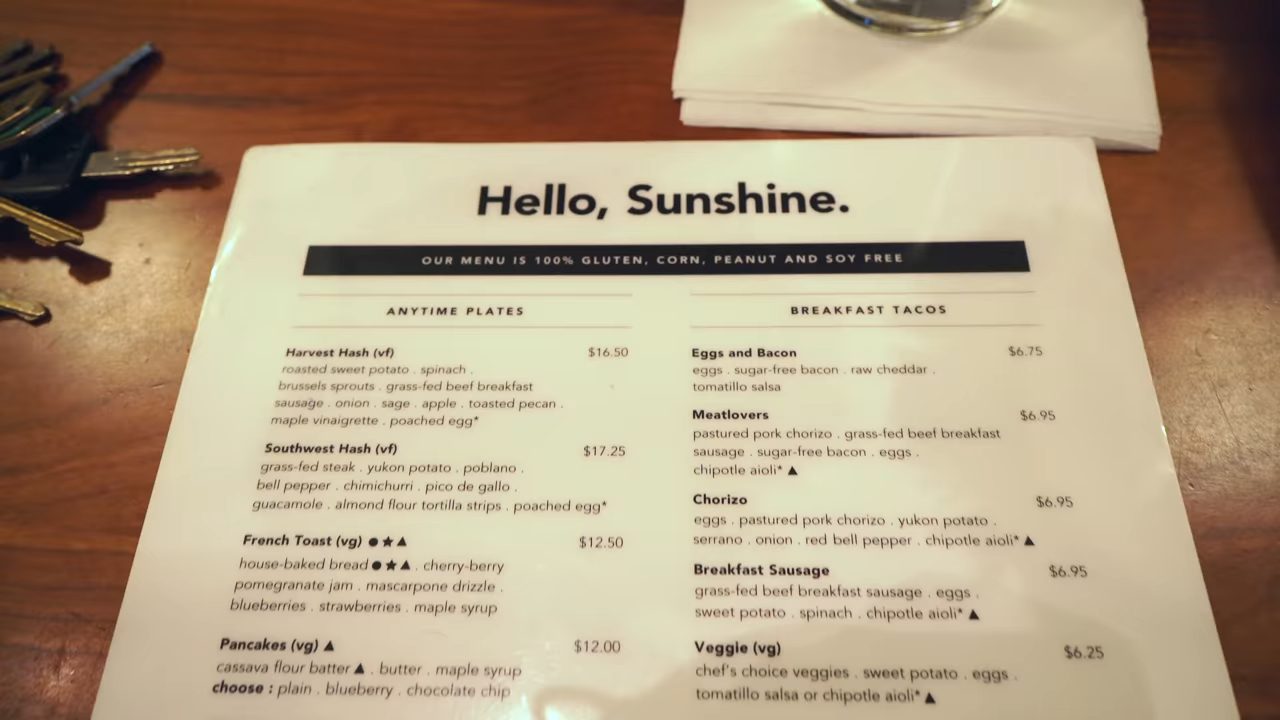 Hello, Sunshine.
OUR MENU IS 100% GLUTEN, CORN, PEANUT AND SOY FREE
ANYTIME PLATES
Harvest Hash (vf) $16.50
roasted sweet potato . spinach .
brussels sprouts . grass-fed beef breakfast
sausage . onion . sage . apple . toasted pecan .
maple vinaigrette . poached egg*
Southwest Hash (vf) $17.25
grass-fed steak . yukon potato . poblano .
bell pepper . chimichurri . pico de gallo .
guacamole . almond flour tortilla strips . poached egg*
French Toast (vg) ●★▲ $12.50
house-baked bread ●★▲ . cherry-berry
pomegranate jam . mascarpone drizzle .
blueberries . strawberries . maple syrup
Pancakes (vg) ▲ $12.00
cassava flour batter ▲ . butter . maple syrup
choose : plain . blueberry . chocolate chip
BREAKFAST TACOS
Eggs and Bacon $6.75
eggs . sugar-free bacon . raw cheddar .
tomatillo salsa
Meatlovers $6.95
pastured pork chorizo . grass-fed beef breakfast
sausage . sugar-free bacon . eggs .
chipotle aioli* ▲
Chorizo $6.95
eggs . pastured pork chorizo . yukon potato .
serrano . onion . red bell pepper . chipotle aioli* ▲
Breakfast Sausage $6.95
grass-fed beef breakfast sausage . eggs .
sweet potato . spinach . chipotle aioli* ▲
Veggie (vg) $6.25
chef's choice veggies . sweet potato . eggs .
tomatillo salsa or chipotle aioli* ▲